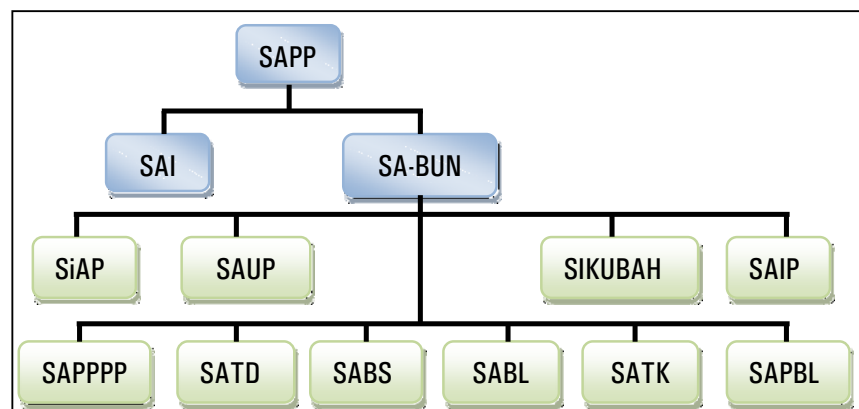 SAPP
SAI
SA-BUN
SiAP
SAUP
SIKUBAH
SAIP
SAPPPP
SATD
SABS
SABL
SATK
SAPBL